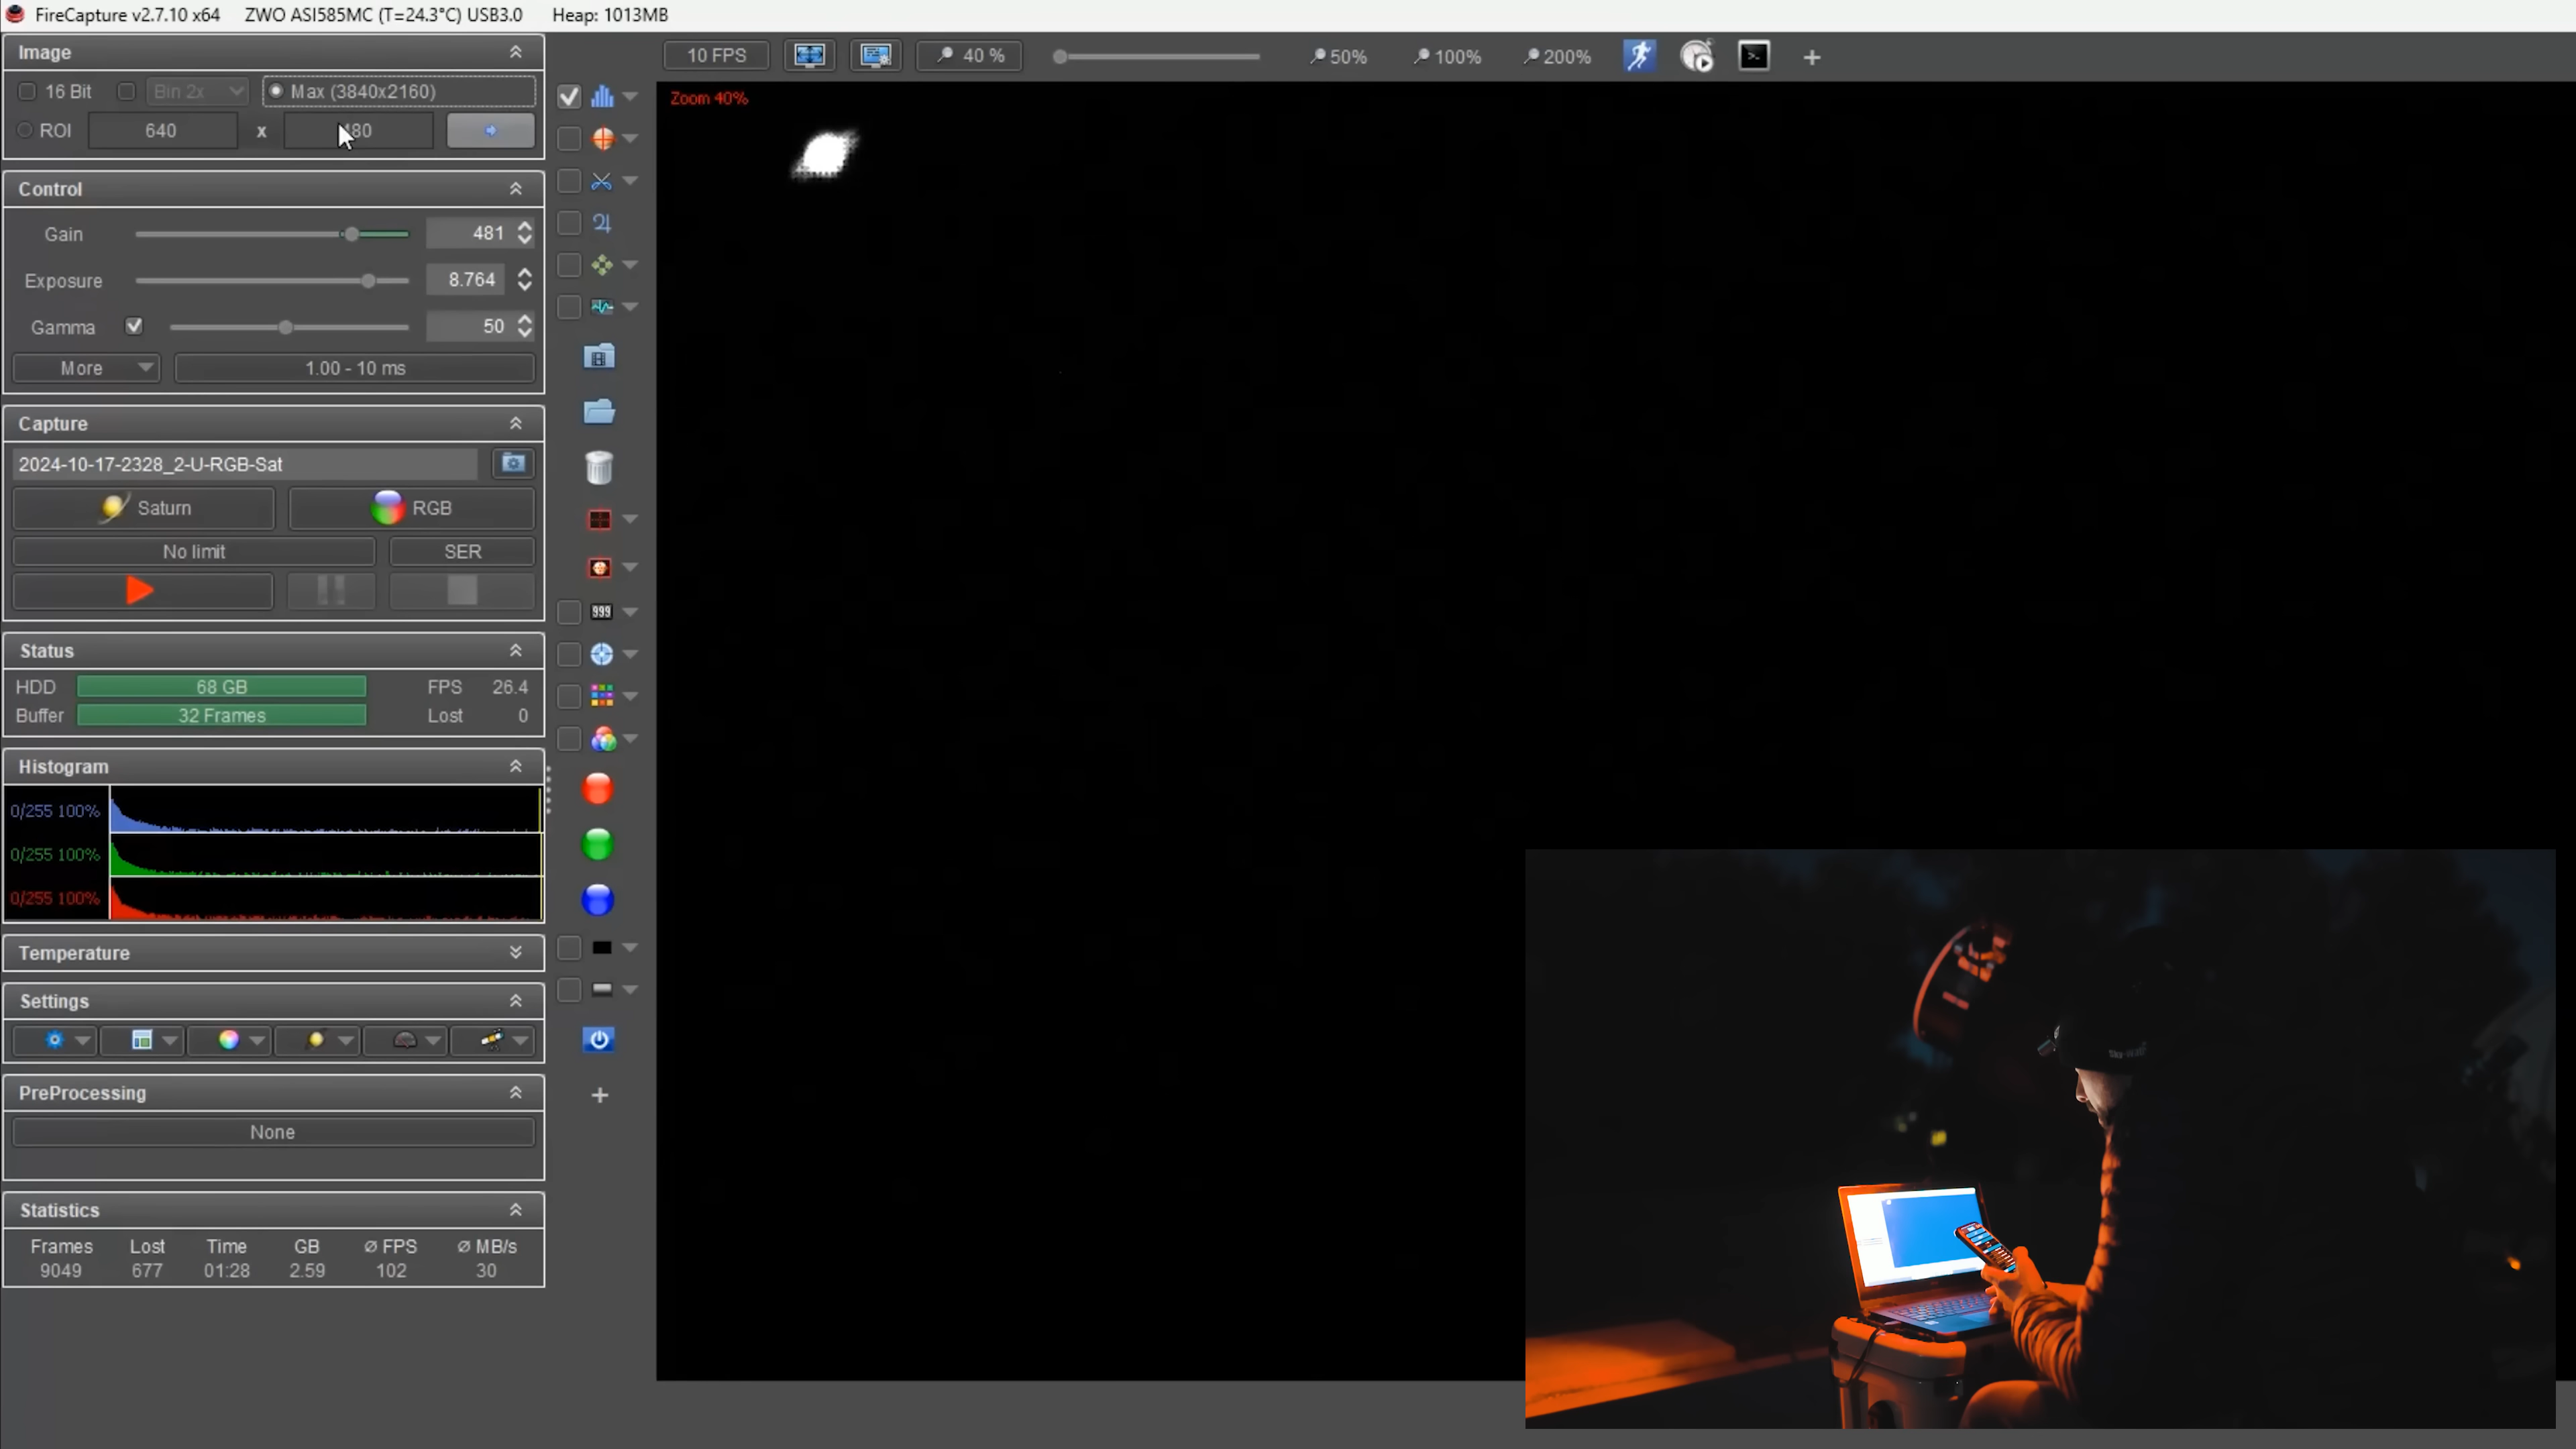 FireCapture v2.7.10 x64 ZWO ASI585MC (T=24.3°C) USB3.0 Heap: 1013MB
Image
10 FPS 40 % 50% 100% 200%
16 Bit Bin 2x Max (3840x2160)
Zoom 40%
ROI 640 x 480
Control
Gain 481
Exposure 8.764
Gamma 50
More 1.00 - 10 ms
Capture
2024-10-17-2328_2-U-RGB-Sat
Saturn RGB
No limit SER
999
Status
HDD 68 GB FPS 26.4
Buffer 32 Frames Lost 0
Histogram
0/255 100%
0/255 100%
0/255 100%
Temperature
Settings
PreProcessing
None
Statistics
Frames Lost Time GB Ø FPS Ø MB/s
9049 677 01:28 2.59 102 30